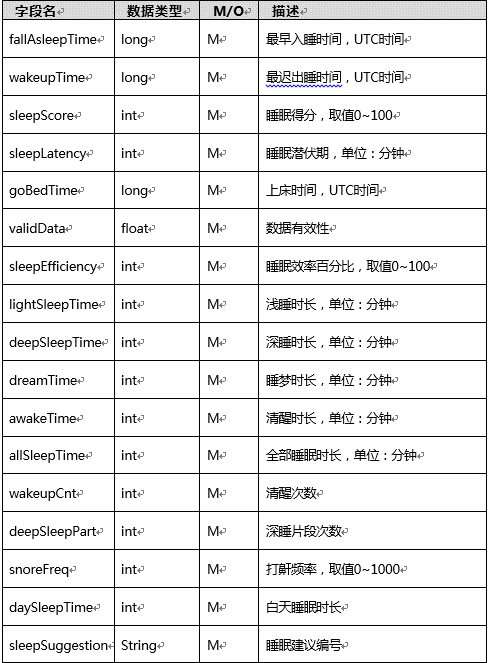 字段名 数据类型 M/O 描述
fallAsleepTime long M 最早入睡时间，UTC时间
wakeupTime long M 最迟出睡时间，UTC时间
sleepScore int M 睡眠得分，取值0~100
sleepLatency int M 睡眠潜伏期，单位：分钟
goBedTime long M 上床时间，UTC时间
validData float M 数据有效性
sleepEfficiency int M 睡眠效率百分比，取值0~100
lightSleepTime int M 浅睡时长，单位：分钟
deepSleepTime int M 深睡时长，单位：分钟
dreamTime int M 睡梦时长，单位：分钟
awakeTime int M 清醒时长，单位：分钟
allSleepTime int M 全部睡眠时长，单位：分钟
wakeupCnt int M 清醒次数
deepSleepPart int M 深睡片段次数
snoreFreq int M 打鼾频率，取值0~1000
daySleepTime int M 白天睡眠时长
sleepSuggestion String M 睡眠建议编号